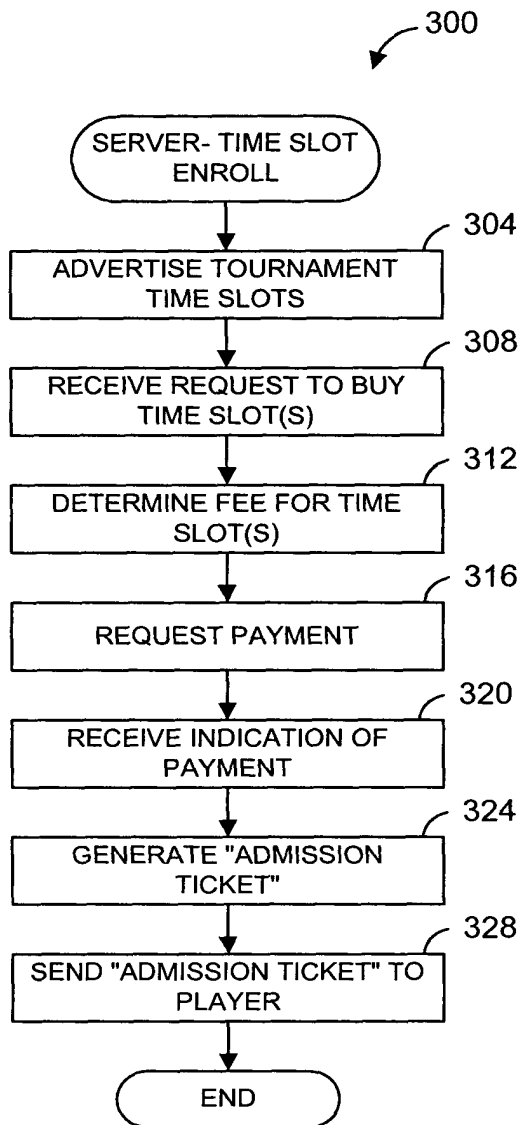 300
SERVER- TIME SLOT
ENROLL
304
ADVERTISE TOURNAMENT
TIME SLOTS
308
RECEIVE REQUEST TO BUY
TIME SLOT(S)
312
DETERMINE FEE FOR TIME
SLOT(S)
316
REQUEST PAYMENT
320
RECEIVE INDICATION OF
PAYMENT
324
GENERATE "ADMISSION
TICKET"
328
SEND "ADMISSION TICKET" TO
PLAYER
END